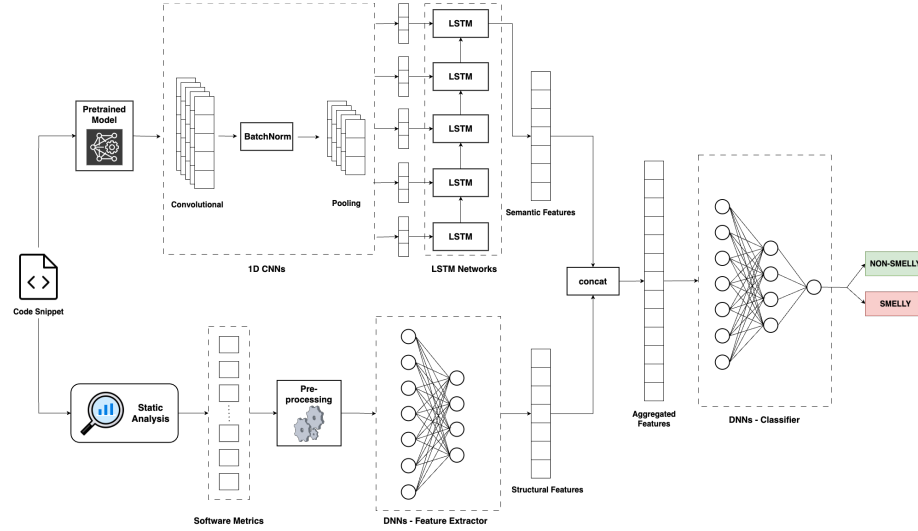 LSTM
LSTM
LSTM
LSTM
LSTM
Pretrained
Model
BatchNorm
Convolutional
Pooling
Semantic Features
1D CNNs
LSTM Networks
Code Snippet
concat
NON-SMELLY
SMELLY
Static
Analysis
Pre-
processing
Aggregated
Features
DNNs - Classifier
Structural Features
Software Metrics
DNNs - Feature Extractor